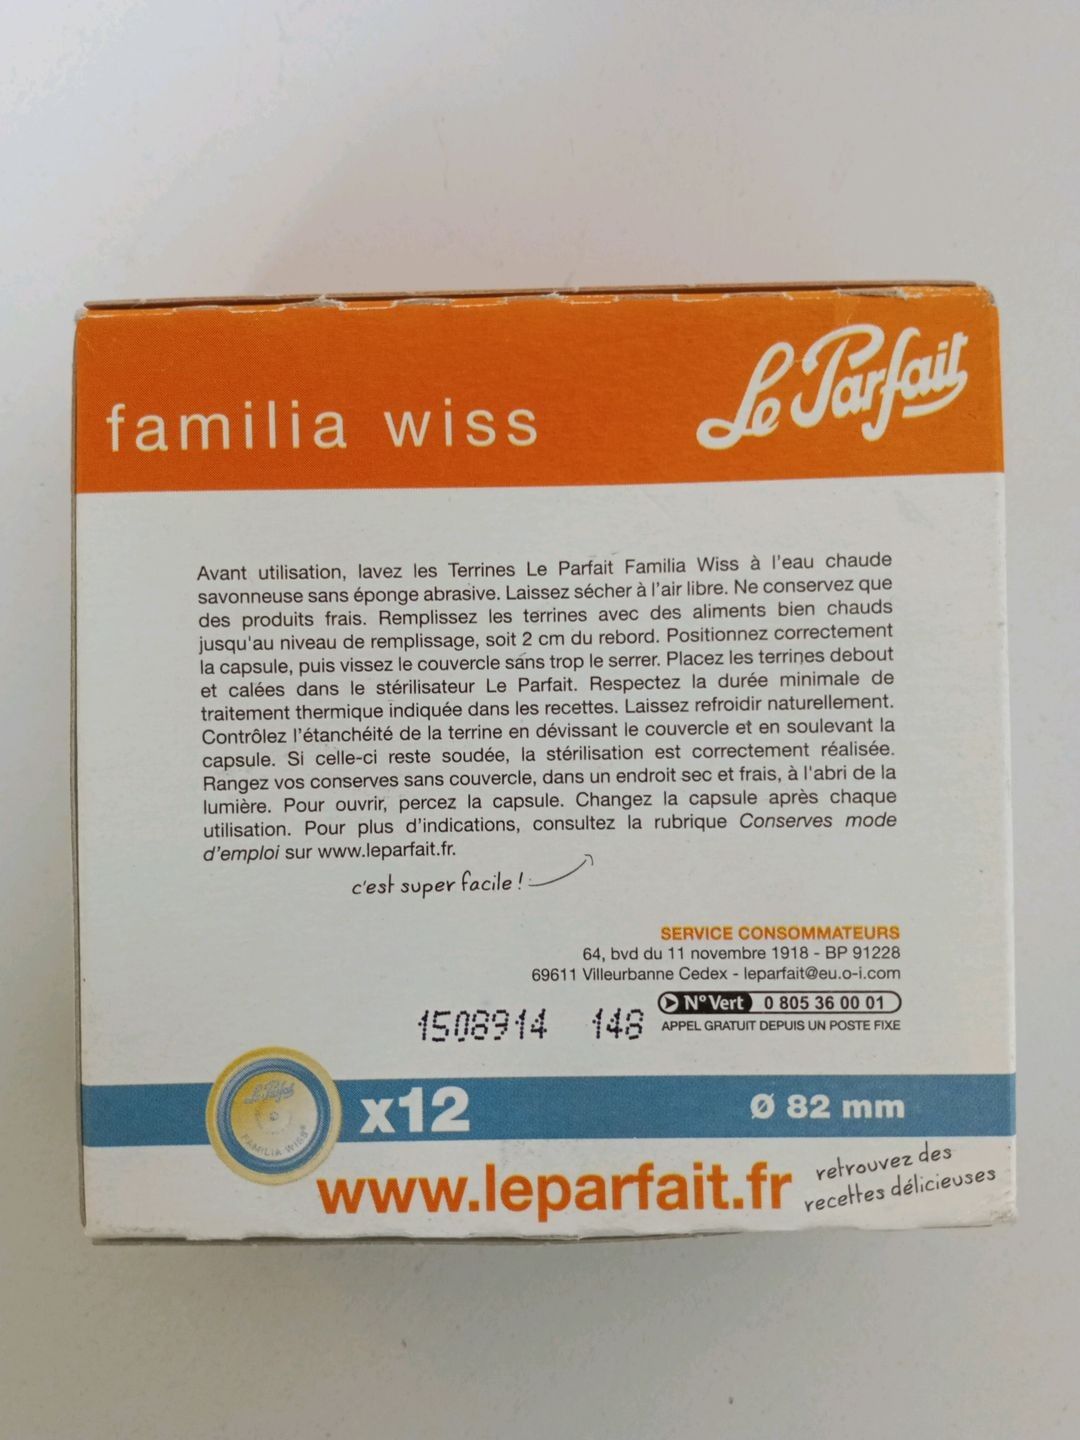 familia wiss
Le Parfait
Avant utilisation, lavez les Terrines Le Parfait Familia Wiss à l'eau chaude
savonneuse sans éponge abrasive. Laissez sécher à l'air libre. Ne conservez que
des produits frais. Remplissez les terrines avec des aliments bien chauds
jusqu'au niveau de remplissage, soit 2 cm du rebord. Positionnez correctement
la capsule, puis vissez le couvercle sans trop le serrer. Placez les terrines debout
et calées dans le stérilisateur Le Parfait. Respectez la durée minimale de
traitement thermique indiquée dans les recettes. Laissez refroidir naturellement.
Contrôlez l'étanchéité de la terrine en dévissant le couvercle et en soulevant la
capsule. Si celle-ci reste soudée, la stérilisation est correctement réalisée.
Rangez vos conserves sans couvercle, dans un endroit sec et frais, à l'abri de la
lumière. Pour ouvrir, percez la capsule. Changez la capsule après chaque
utilisation. Pour plus d'indications, consultez la rubrique Conserves mode
d'emploi sur www.leparfait.fr.
c'est super facile !
SERVICE CONSOMMATEURS
64, bvd du 11 novembre 1918 - BP 91228
69611 Villeurbanne Cedex - leparfait@eu.o-i.com
N° Vert 0 805 36 00 01
APPEL GRATUIT DEPUIS UN POSTE FIXE
1508914 148
Le Parfait
FAMILIA WISS®
x12
Ø 82 mm
www.leparfait.fr
retrouvez des
recettes délicieuses